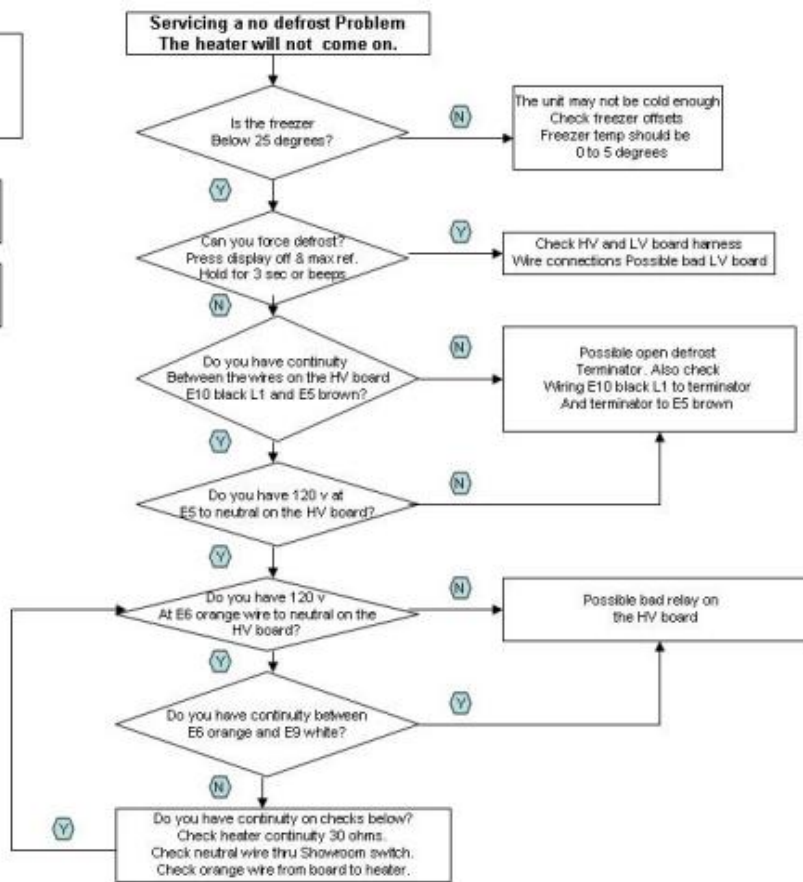 Servicing a no defrost Problem
The heater will not come on.
Is the freezer
Below 25 degrees?
N
The unit may not be cold enough
Check freezer offsets
Freezer temp should be
0 to 5 degrees
Y
Can you force defrost?
Press display off & max ref.
Hold for 3 sec or beeps
Y
Check HV and LV board harness
Wire connections Possible bad LV board
N
Do you have continuity
Between the wires on the HV board
E10 black L1 and E5 brown?
N
Possible open defrost
Terminator. Also check
Wiring E10 black L1 to terminator
And terminator to E5 brown
Y
Do you have 120 v at
E5 to neutral on the HV board?
N
Y
Do you have 120 v
At E6 orange wire to neutral on the
HV board?
N
Possible bad relay on
the HV board
Y
Do you have continuity between
E6 orange and E9 white?
Y
N
Do you have continuity on checks below?
Check heater continuity 30 ohms.
Check neutral wire thru Showroom switch.
Check orange wire from board to heater.
Y